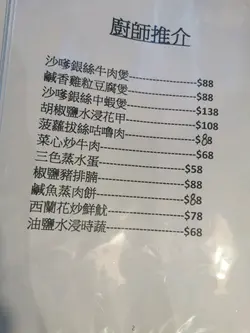 廚師推介
沙嗲銀絲牛肉煲--------------$88
鹹香雞粒豆腐煲--------------$88
沙嗲銀絲中蝦煲--------------$138
胡椒鹽水浸花甲--------------$108
菠蘿拔絲咕嚕肉--------------$88
菜心炒牛肉------------------$68
三色蒸水蛋----------------$58
椒鹽豬排腩----------------$88
鹹魚蒸肉餅----------------$88
西蘭花炒鮮魷--------------$78
油鹽水浸時蔬--------------$68
2